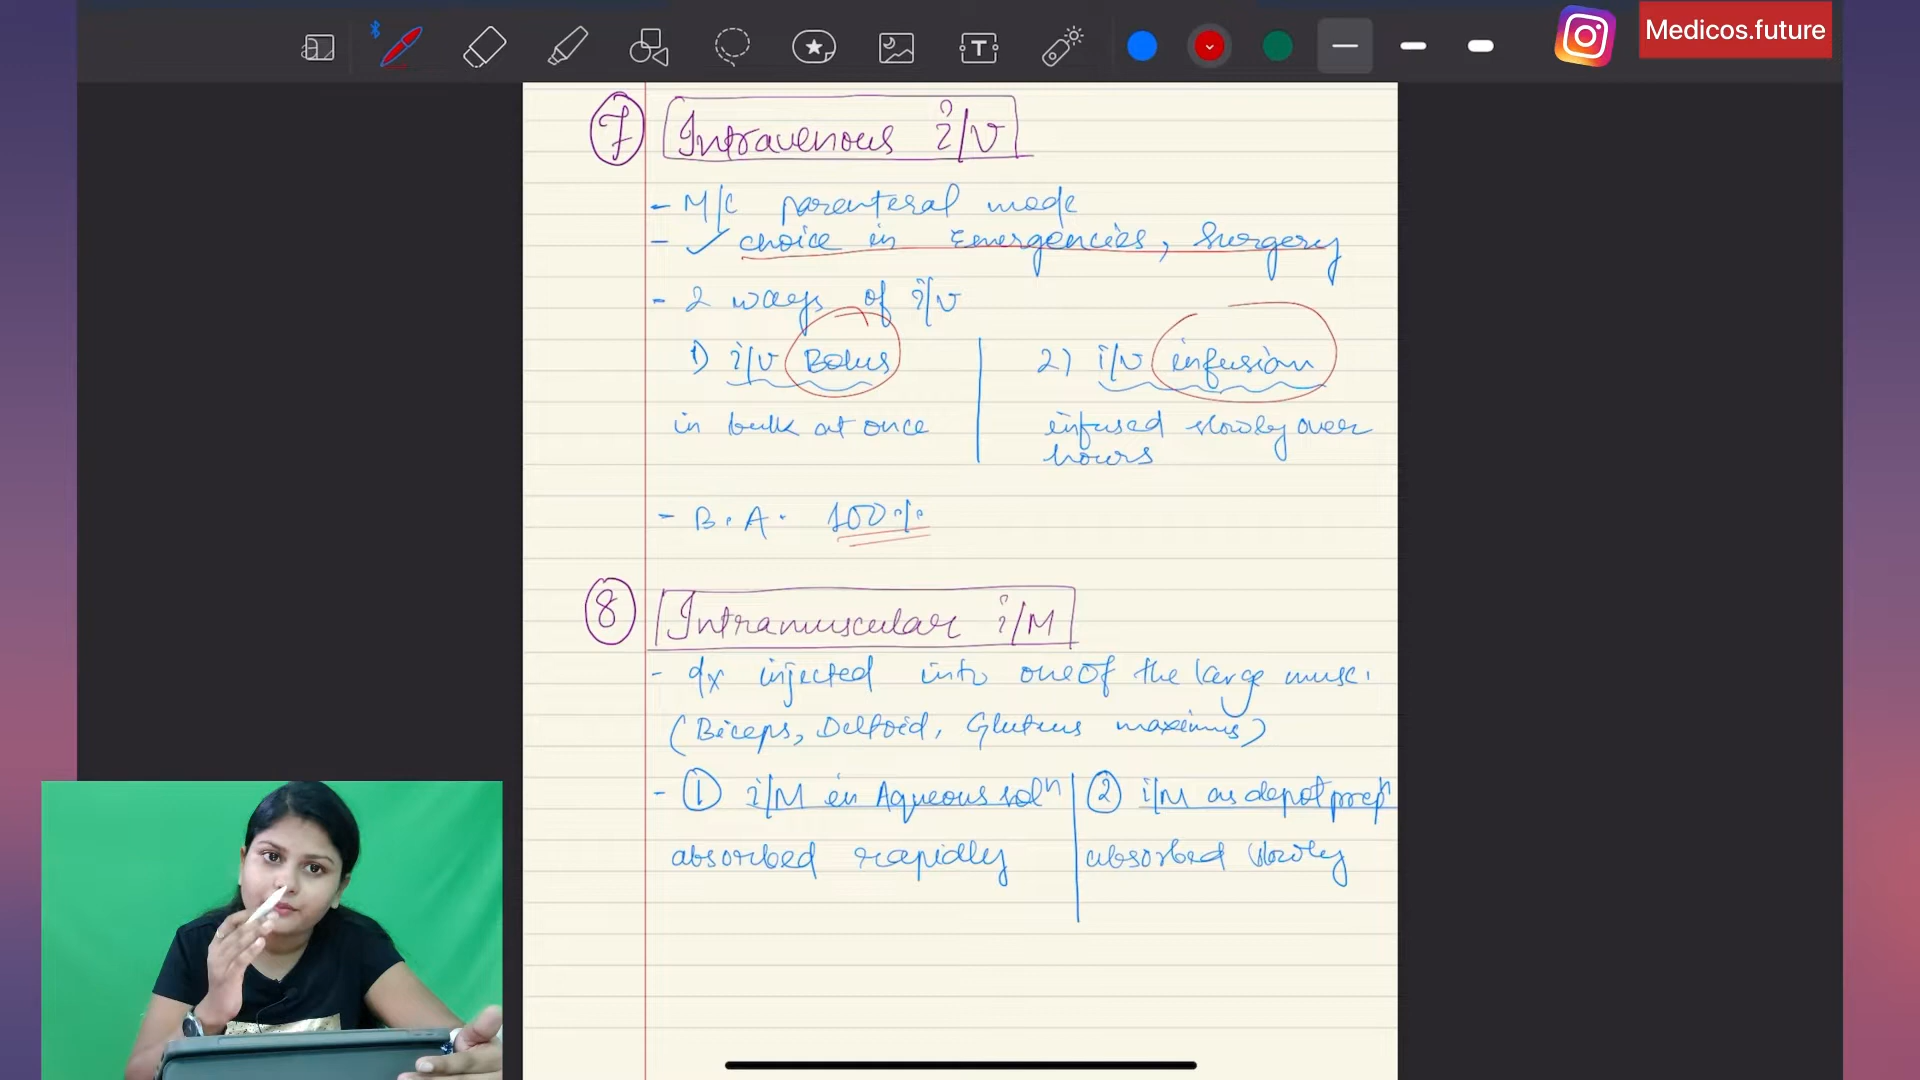 Medicos.future
7 Intravenous i/v
- M/C parenteral mode
- ✓ choice in Emergencies, Surgery
- 2 ways of i/v
1) i/v Bolus
2) i/v infusion
in bulk at once
infused slowly over
hours
- B.A. 100%
8 Intramuscular i/M
- dx injected into one of the large musc.
(Biceps, Deltoid, Gluteus maximus)
- 1 i/M in Aqueous solⁿ
2 i/M as depot prepⁿ
absorbed rapidly
absorbed slowly